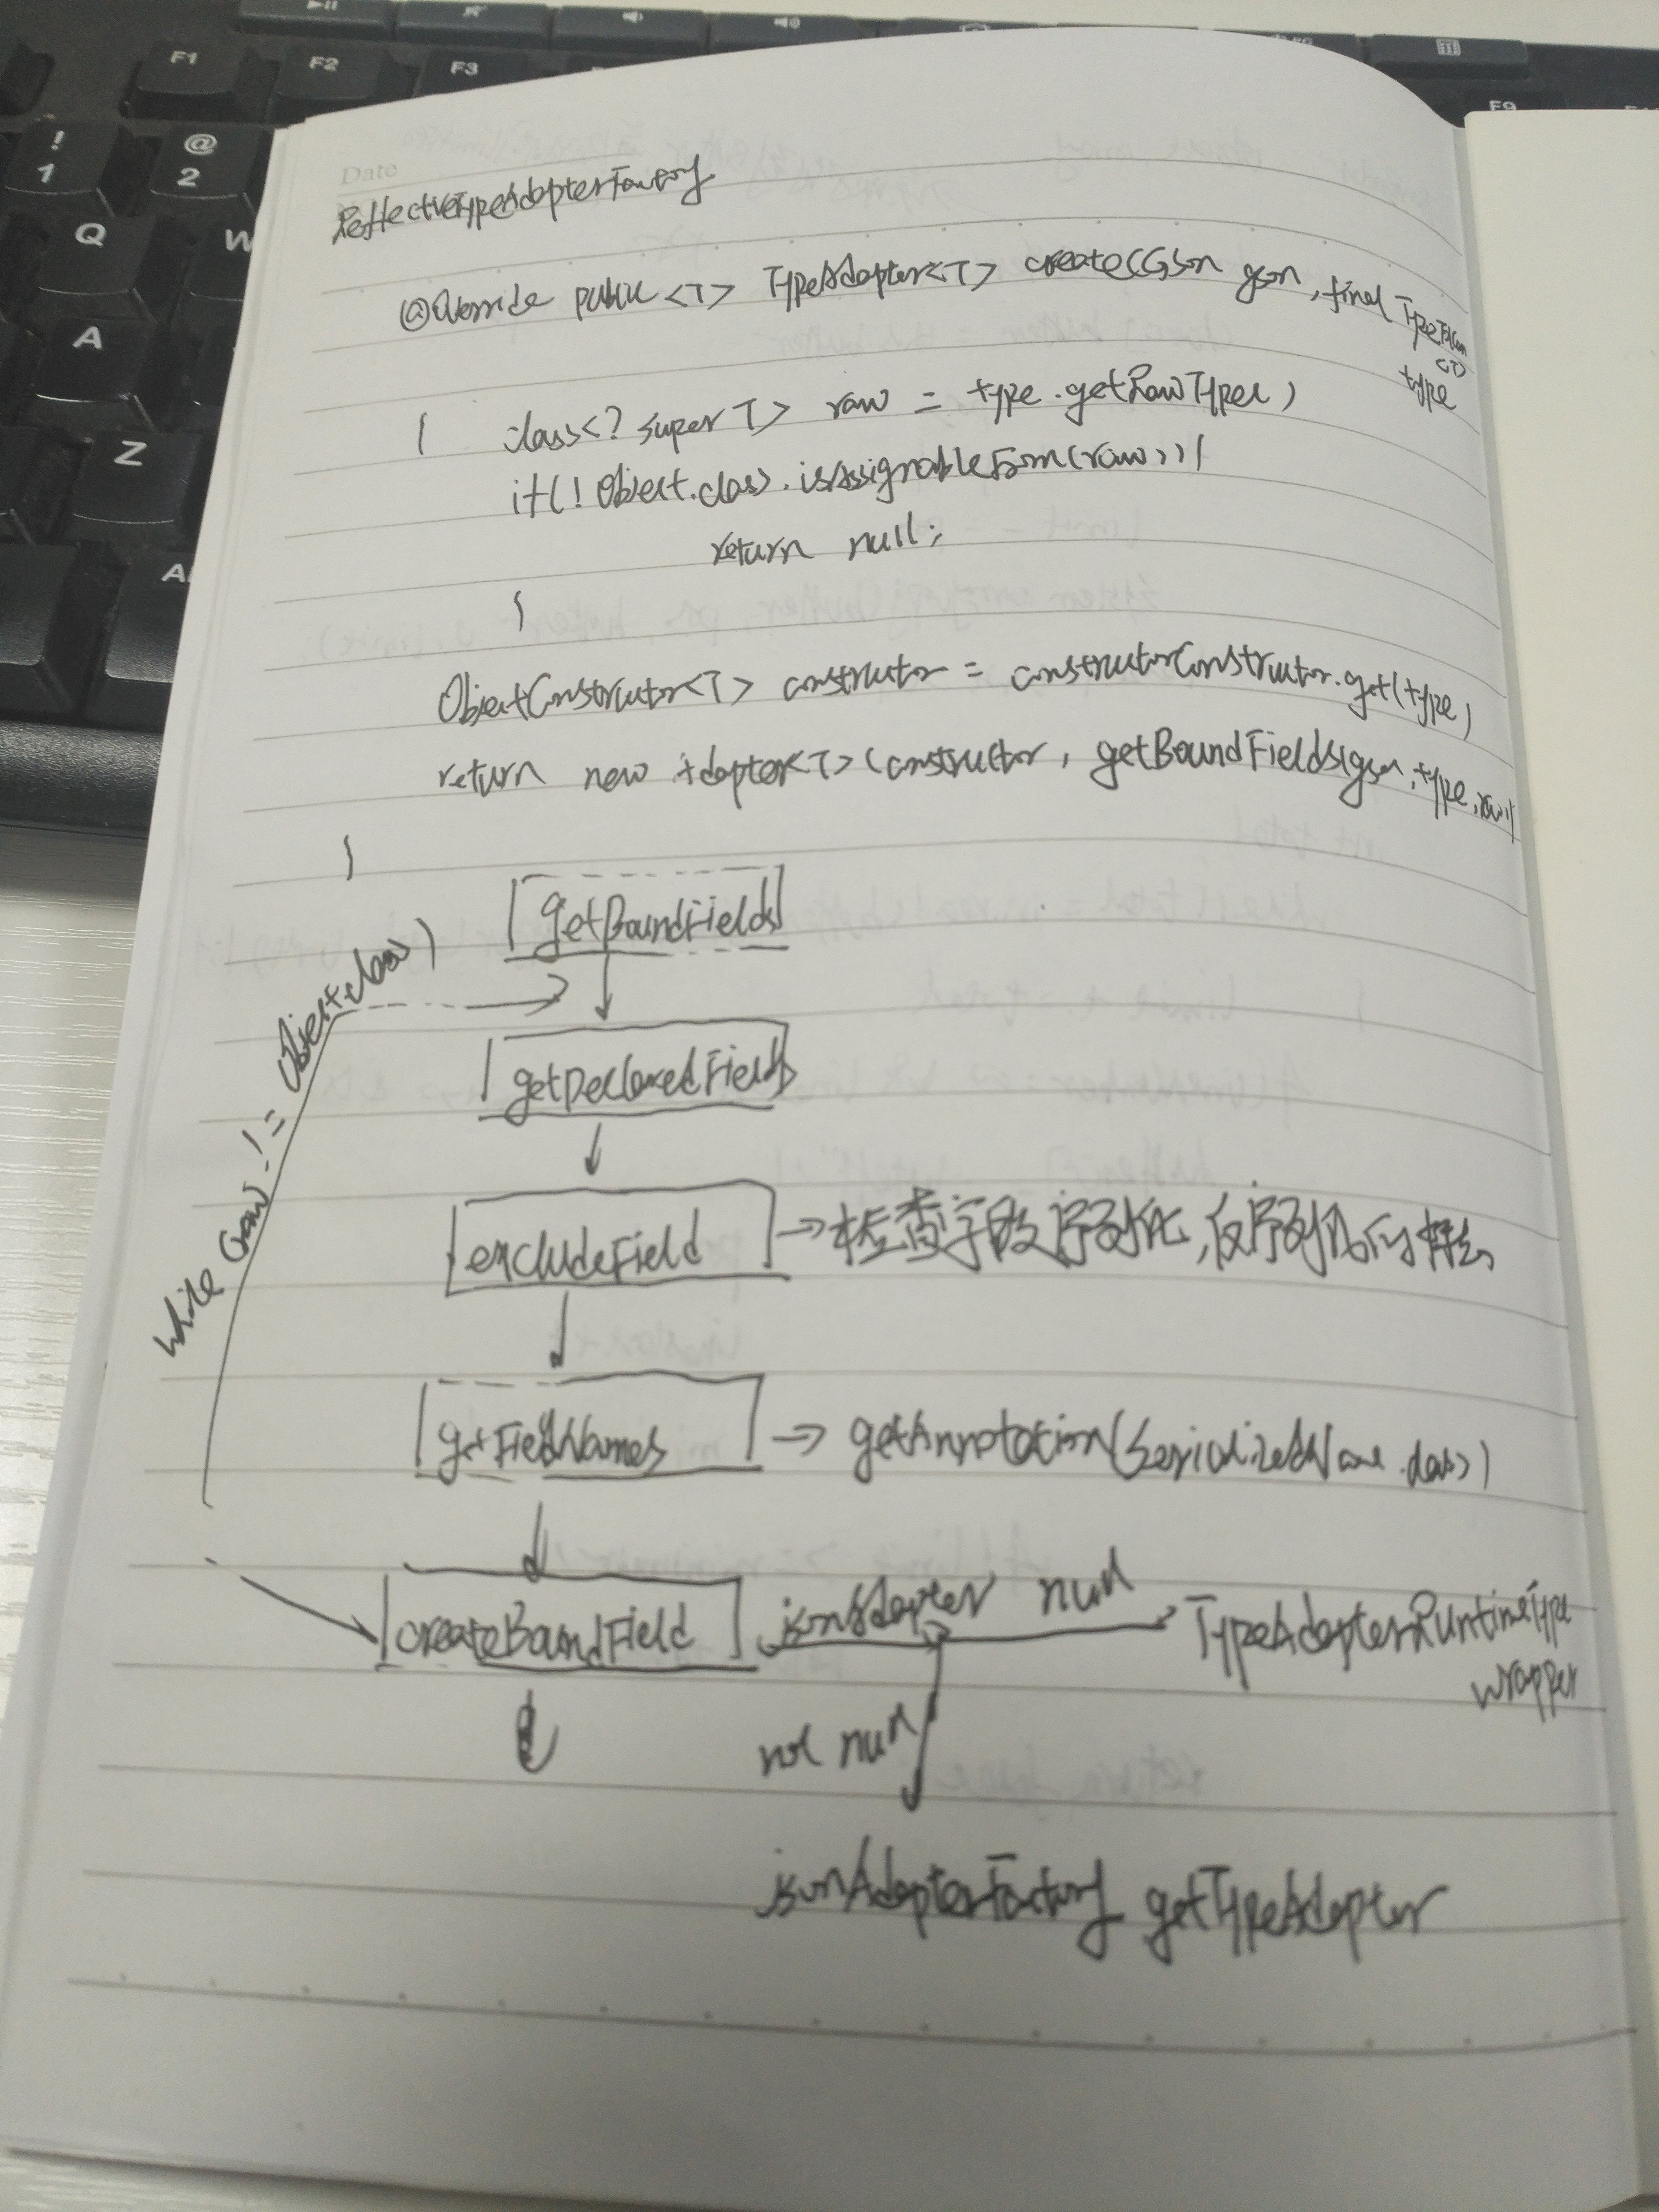 F1
F2
F3
F9
!
1
@
2
Q
W
A
Z
Date
ReflectiveTypeAdapterFactory
@Override public <T> TypeAdapter<T> create(Gson gson, final TypeToken
<T>
type
{ class<? super T> raw = type.getRawType()
if(! Object.class.isAssignableFrom(raw)){
return null;
}
ObjectConstructor<T> constructor = constructorConstructor.get(type)
return new Adapter<T>(constructor, getBoundFields(gson, type, raw))
}
getBoundFields
while (raw != Object.class)
getDeclaredFields
excludeField → 检查字段序列化,反序列化的
getFieldNames → getAnnotation(SerializedName.class)
createBoundField jsonAdapter null TypeAdapterRuntimeType
wrapper
not null
jsonAdapterFactory getTypeAdapter